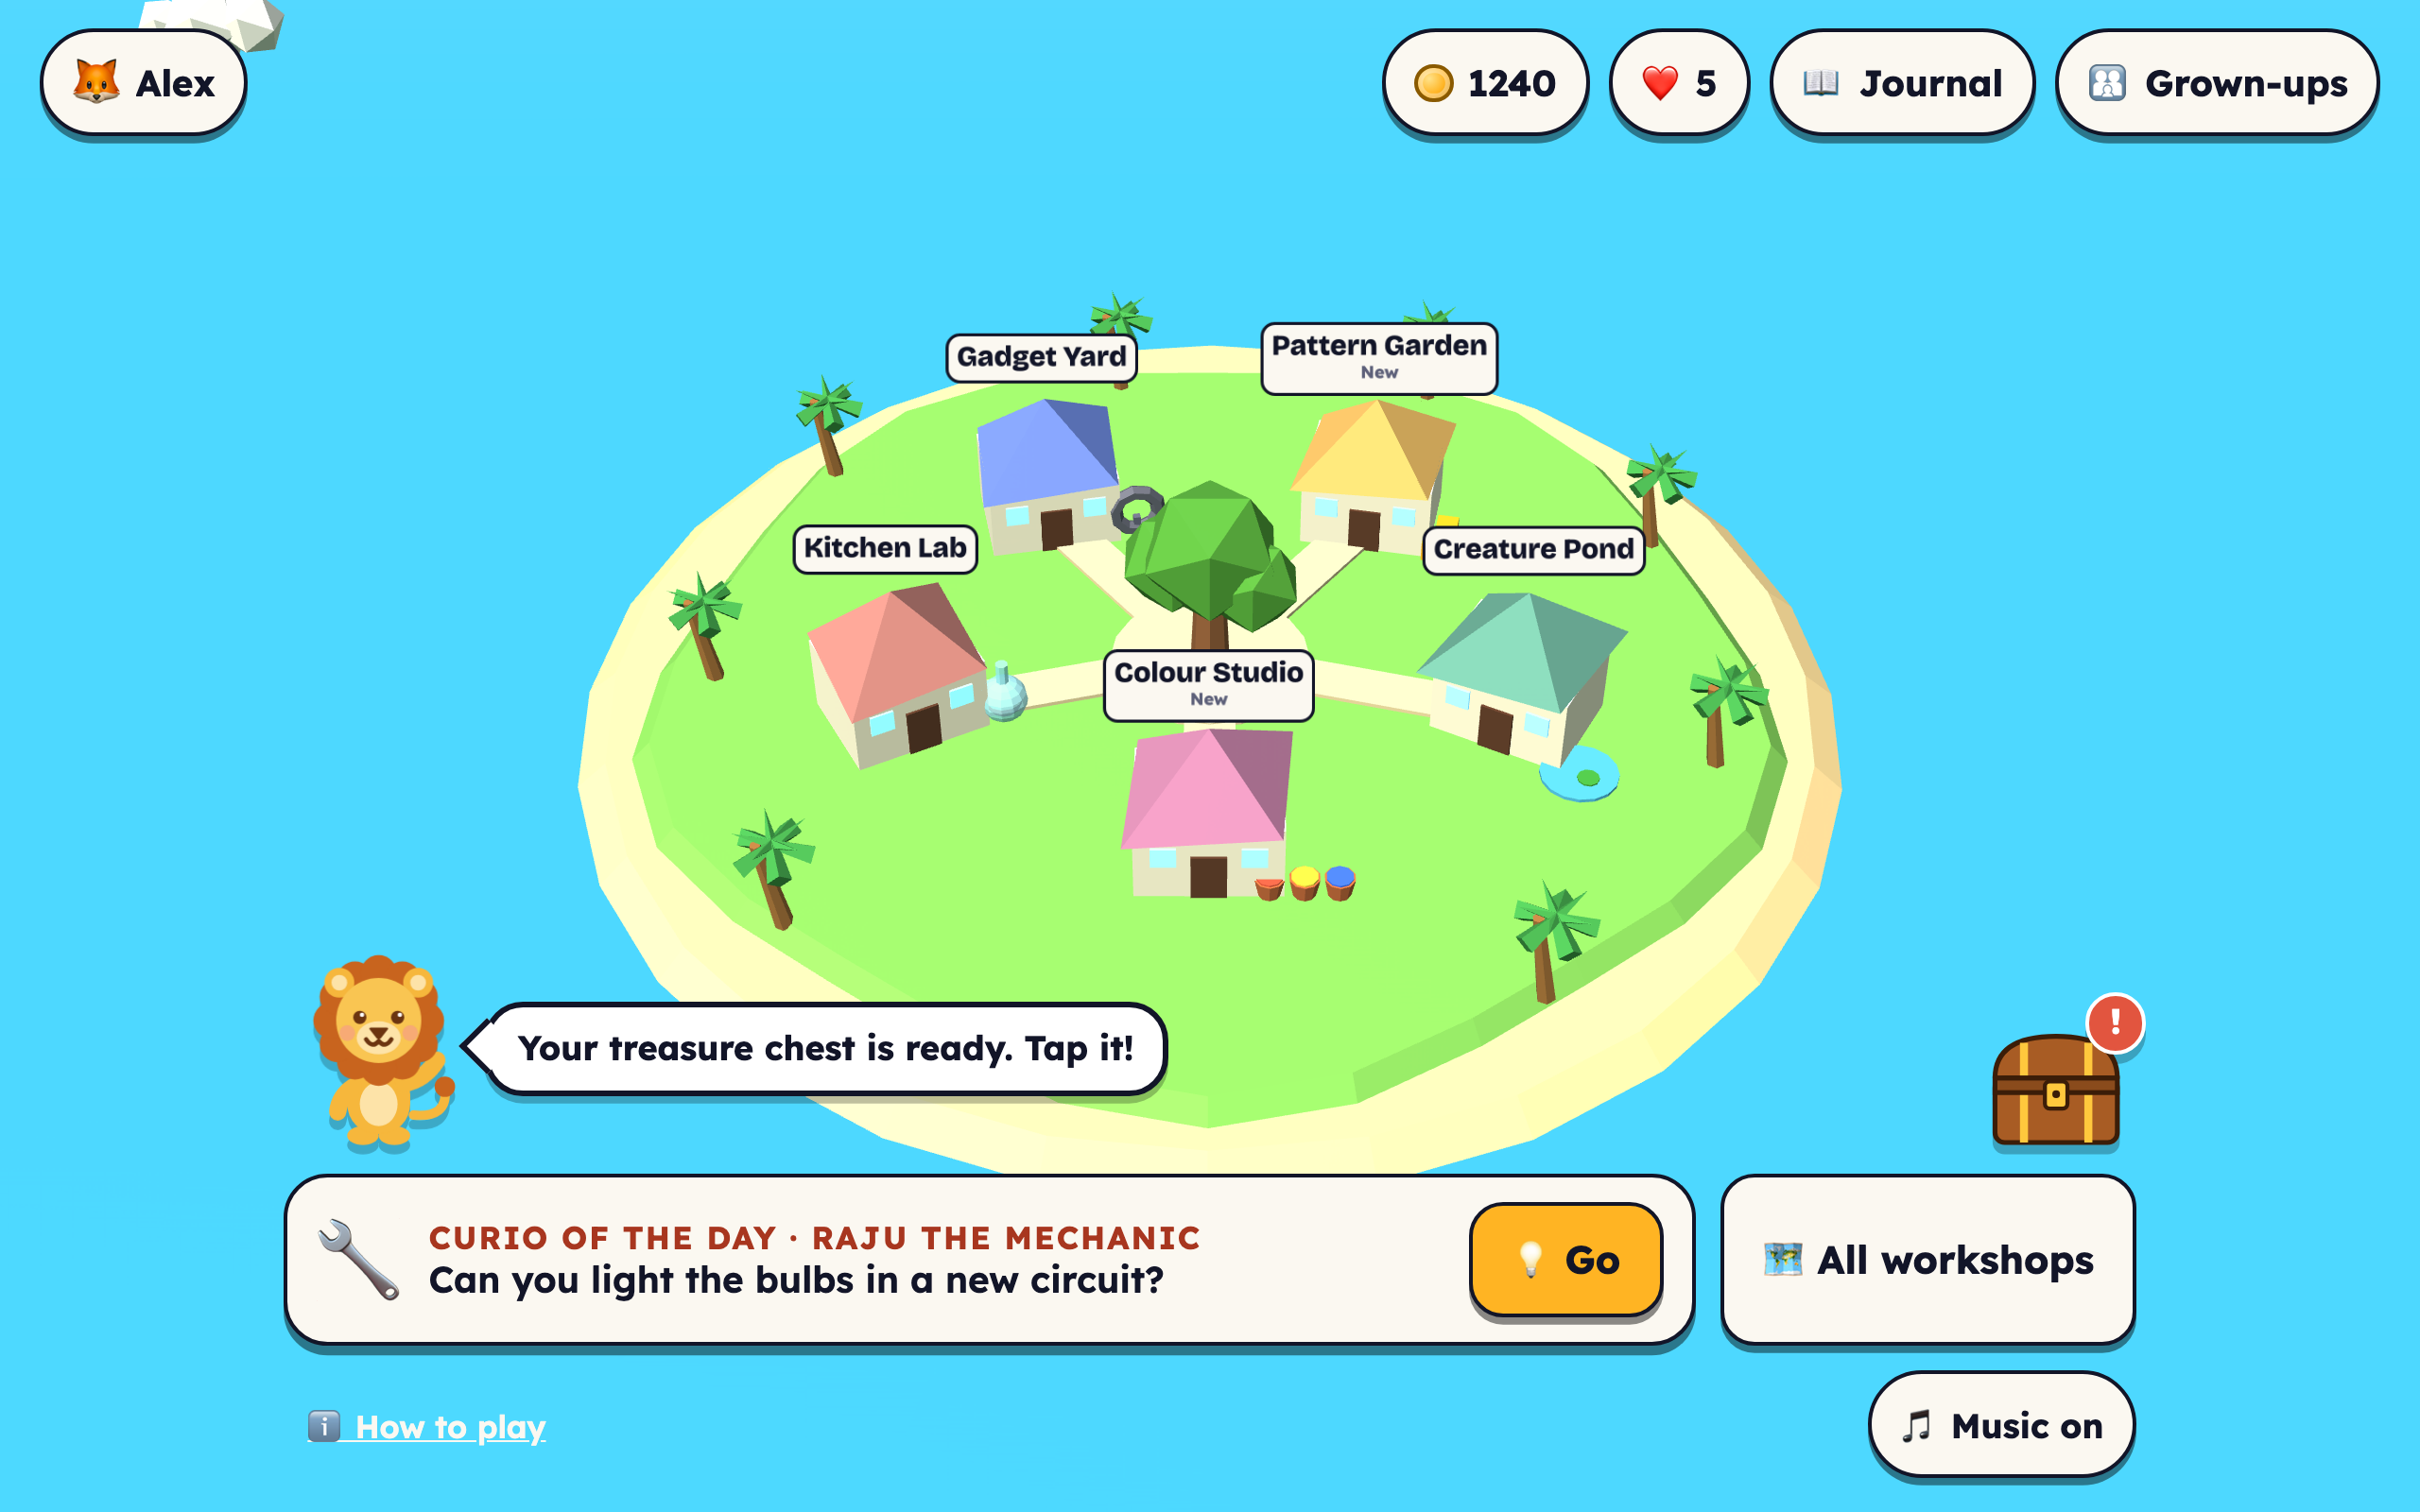 Alex
1240
5
Journal
Grown-ups
Gadget Yard
Pattern Garden
New
Kitchen Lab
Creature Pond
Colour Studio
New
Your treasure chest is ready. Tap it!
!
CURIO OF THE DAY · RAJU THE MECHANIC
Can you light the bulbs in a new circuit?
Go
All workshops
How to play
Music on